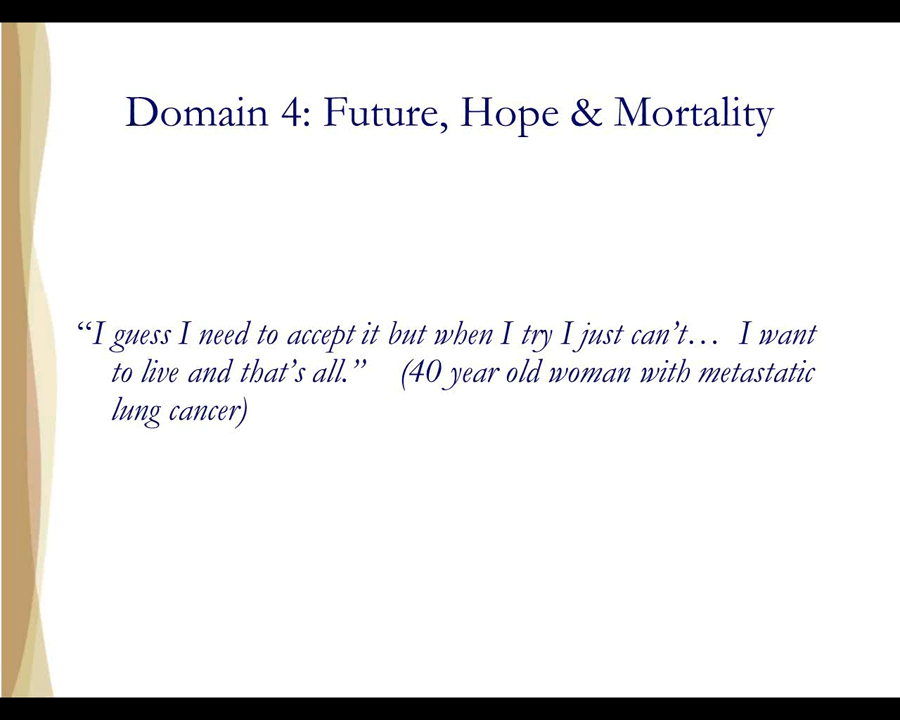 Domain 4: Future, Hope & Mortality
“I guess I need to accept it but when I try I just can’t… I want
to live and that’s all.” (40 year old woman with metastatic
lung cancer)